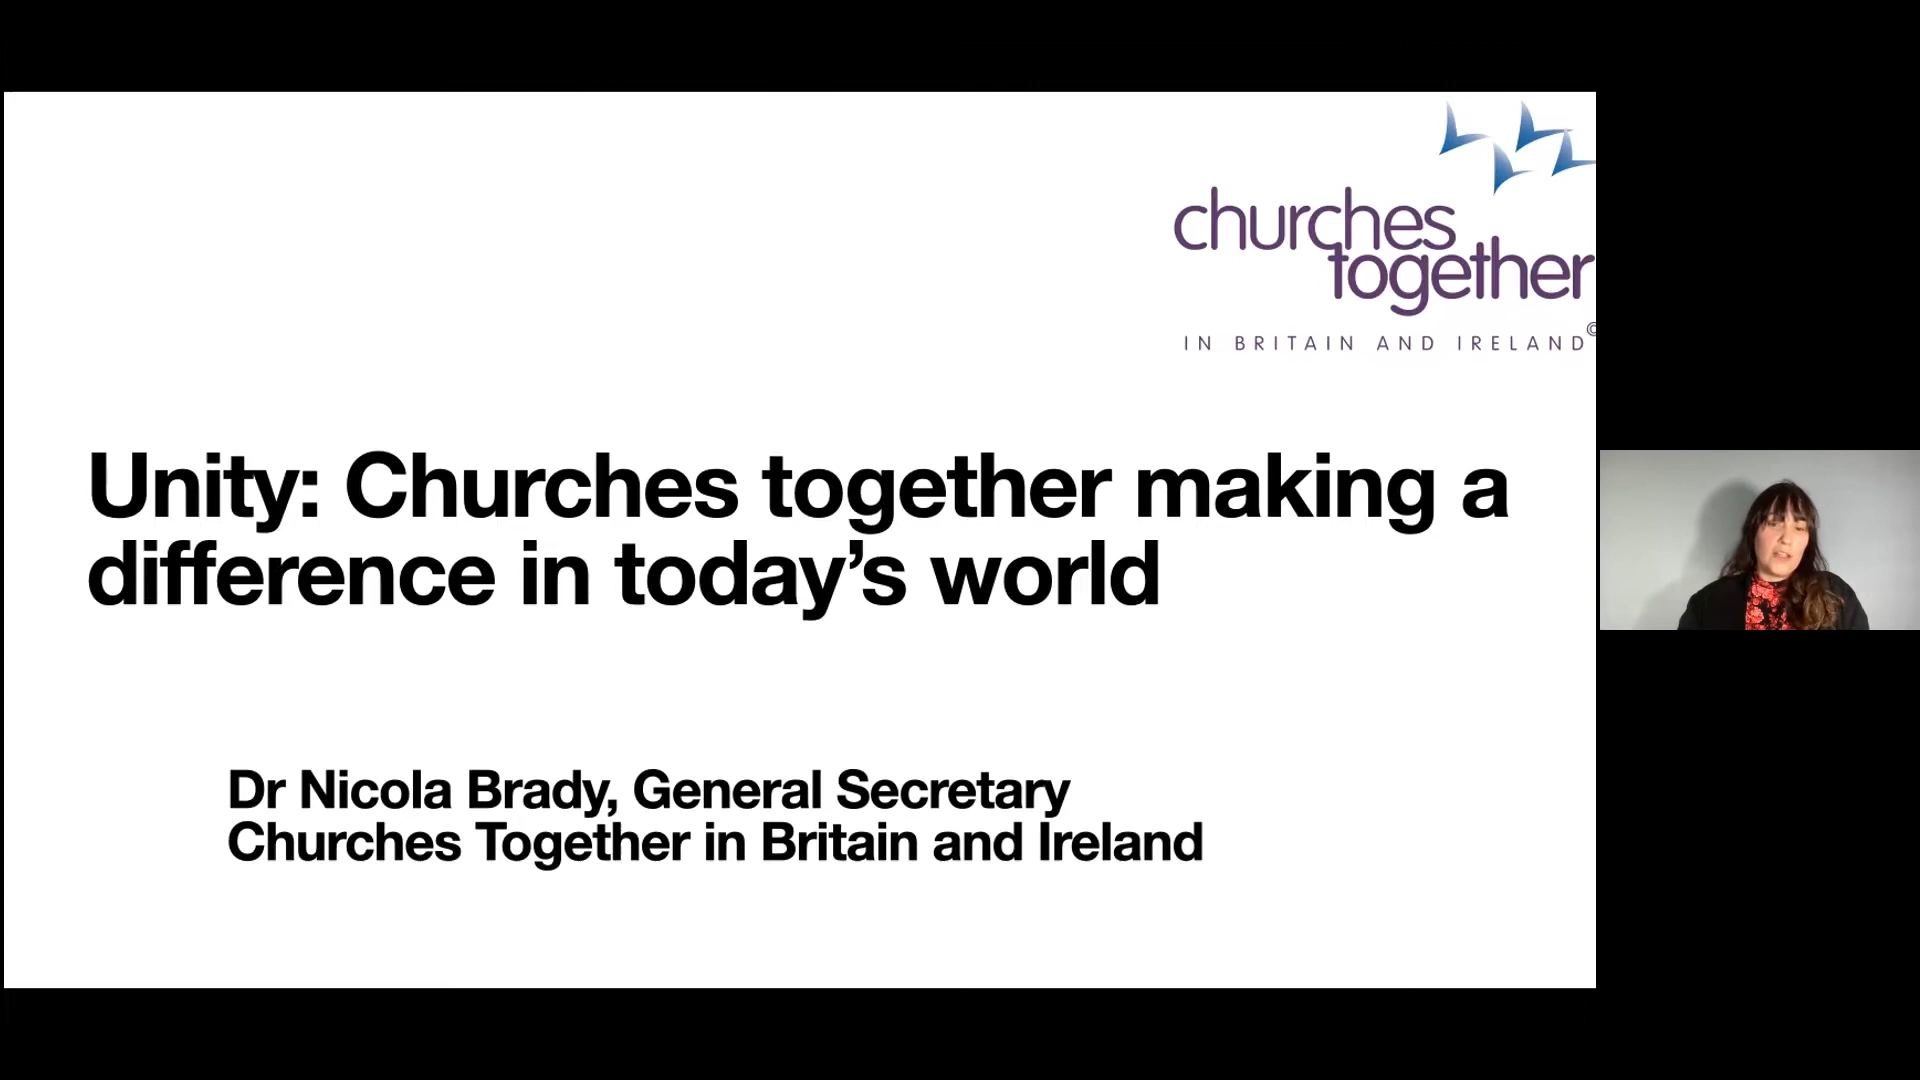 churches
together
IN BRITAIN AND IRELAND©
Unity: Churches together making a
difference in today’s world
Dr Nicola Brady, General Secretary
Churches Together in Britain and Ireland